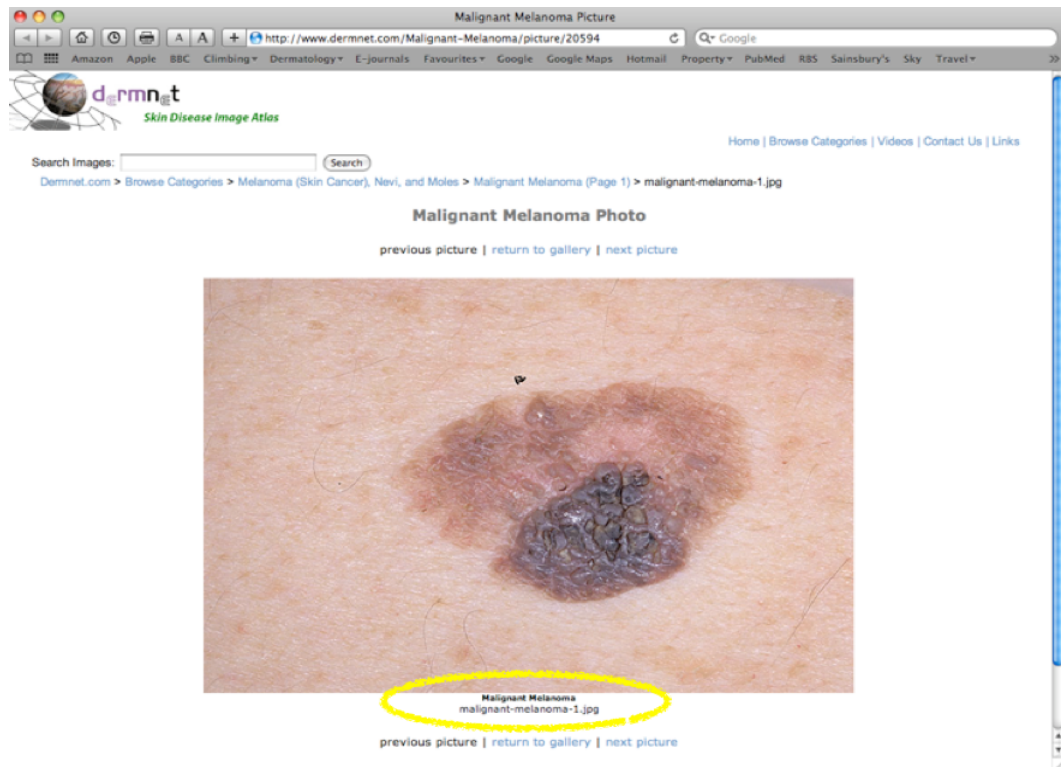 Malignant Melanoma Picture
A A + http://www.dermnet.com/Malignant-Melanoma/picture/20594 Google
Amazon Apple BBC Climbing Dermatology E-journals Favourites Google Google Maps Hotmail Property PubMed RBS Sainsbury's Sky Travel
dermnet
Skin Disease Image Atlas
Home | Browse Categories | Videos | Contact Us | Links
Search Images: Search
Dermnet.com > Browse Categories > Melanoma (Skin Cancer), Nevi, and Moles > Malignant Melanoma (Page 1) > malignant-melanoma-1.jpg
Malignant Melanoma Photo
previous picture | return to gallery | next picture
Malignant Melanoma
malignant-melanoma-1.jpg
previous picture | return to gallery | next picture